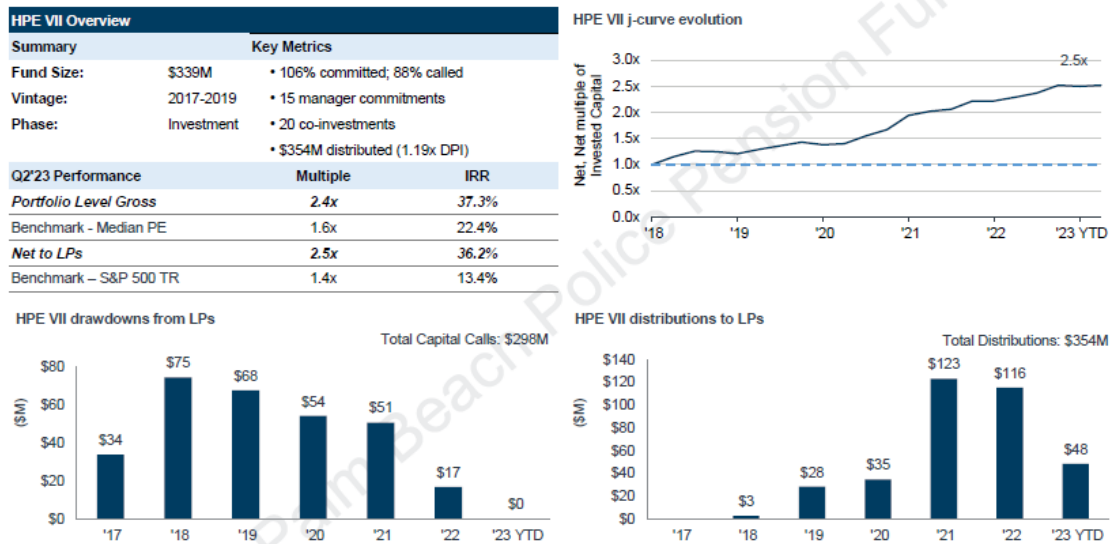 HPE VII Overview
Summary Key Metrics
Fund Size: $339M • 106% committed; 88% called
Vintage: 2017-2019 • 15 manager commitments
Phase: Investment • 20 co-investments
• $354M distributed (1.19x DPI)
Q2'23 Performance Multiple IRR
Portfolio Level Gross 2.4x 37.3%
Benchmark - Median PE 1.6x 22.4%
Net to LPs 2.5x 36.2%
Benchmark – S&P 500 TR 1.4x 13.4%
HPE VII j-curve evolution
Net, Net multiple of
Invested Capital
3.0x
2.5x
2.5x
2.0x
1.5x
1.0x
0.5x
0.0x
'18 '19 '20 '21 '22 '23 YTD
HPE VII drawdowns from LPs
Total Capital Calls: $298M
($M)
$80
$60
$40
$20
$0
$34 $75 $68 $54 $51 $17 $0
'17 '18 '19 '20 '21 '22 '23 YTD
HPE VII distributions to LPs
Total Distributions: $354M
($M)
$140
$120
$100
$80
$60
$40
$20
$0
$3 $28 $35 $123 $116 $48
'17 '18 '19 '20 '21 '22 '23 YTD
Palm Beach Police Pension Fun